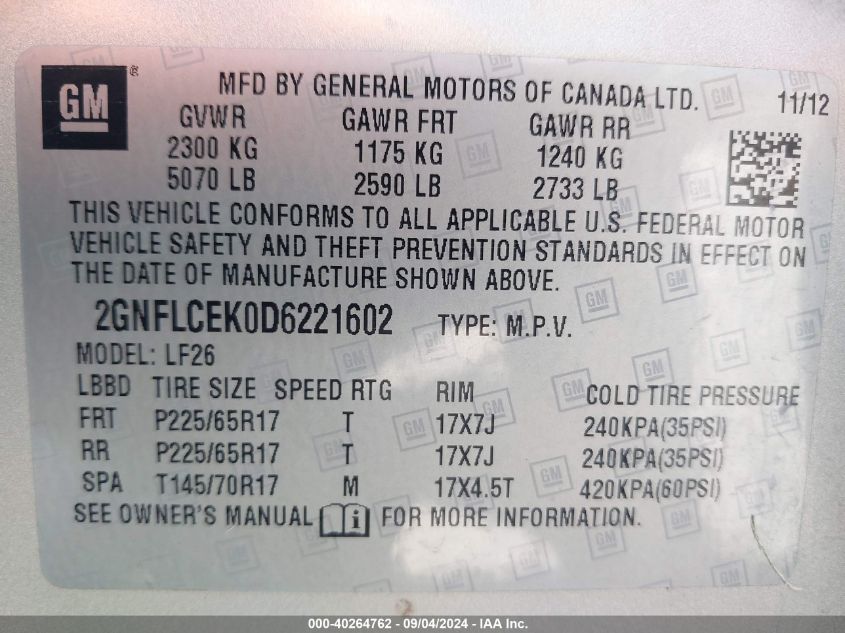 GM ® MFD BY GENERAL MOTORS OF CANADA LTD. 11/12
GVWR GAWR FRT GAWR RR
2300 KG 1175 KG 1240 KG
5070 LB 2590 LB 2733 LB
THIS VEHICLE CONFORMS TO ALL APPLICABLE U.S. FEDERAL MOTOR
VEHICLE SAFETY AND THEFT PREVENTION STANDARDS IN EFFECT ON
THE DATE OF MANUFACTURE SHOWN ABOVE.
2GNFLCEK0D6221602 TYPE: M.P.V.
MODEL: LF26
LBBD TIRE SIZE SPEED RTG RIM COLD TIRE PRESSURE
FRT P225/65R17 T 17X7J 240KPA(35PSI)
RR P225/65R17 T 17X7J 240KPA(35PSI)
SPA T145/70R17 M 17X4.5T 420KPA(60PSI)
SEE OWNER'S MANUAL i FOR MORE INFORMATION.
000-40264762 - 09/04/2024 - IAA Inc.